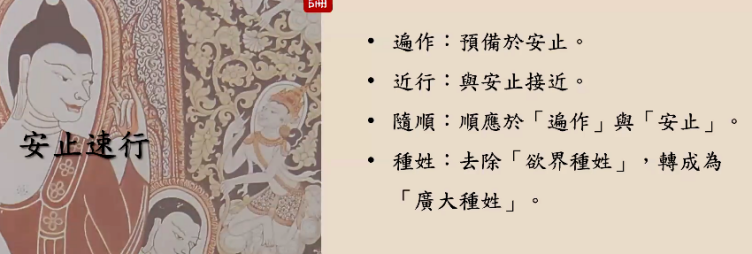 安止速行
• 遍作：預備於安止。
• 近行：與安止接近。
• 隨順：順應於「遍作」與「安止」。
• 種姓：去除「欲界種姓」，轉成為
「廣大種姓」。